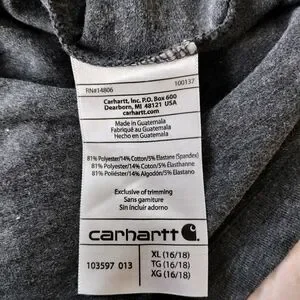 RN#14806 100137
Carhartt, Inc. P.O. Box 600
Dearborn, MI 48121 USA
carhartt.com
Made in Guatemala
Fabriqué au Guatemala
Hecho en Guatemala
81% Polyester/14% Cotton/5% Elastane (Spandex)
81% Polyester/14% Coton/5% Elasthanne
81% Poliéster/14% Algodón/5% Elastano
Exclusive of trimming
Sans garniture
Sin incluir adorno
carhartt
103597 013
XL (16/18)
TG (16/18)
XG (16/18)